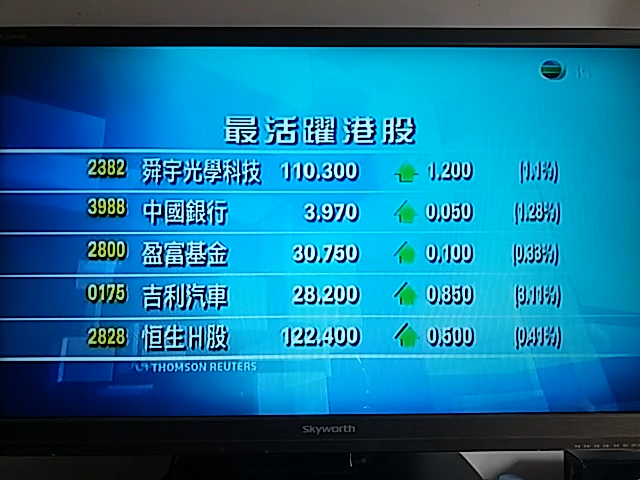 最活躍港股
2382 舜宇光學科技 110.300 1.200 (1.1%)
3988 中國銀行 3.970 0.050 (1.28%)
2800 盈富基金 30.750 0.100 (0.33%)
0175 吉利汽車 28.200 0.850 (3.11%)
2828 恒生H股 122.400 0.500 (0.41%)
THOMSON REUTERS
Skyworth